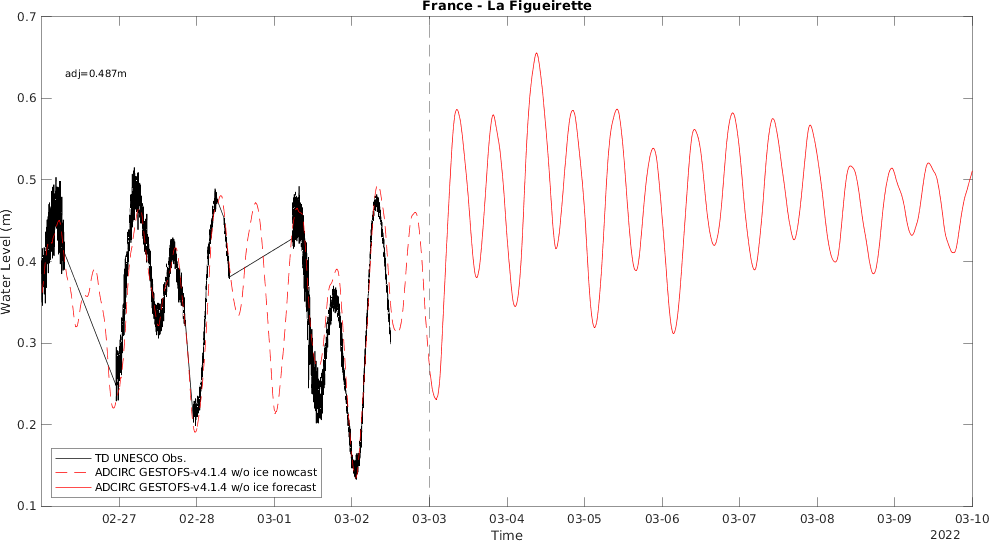 France - La Figueirette
adj=0.487m
Water Level (m)
0.7
0.6
0.5
0.4
0.3
0.2
0.1
TD UNESCO Obs.
ADCIRC GESTOFS-v4.1.4 w/o ice nowcast
ADCIRC GESTOFS-v4.1.4 w/o ice forecast
02-27 02-28 03-01 03-02 03-03 03-04 03-05 03-06 03-07 03-08 03-09 03-10
Time
2022